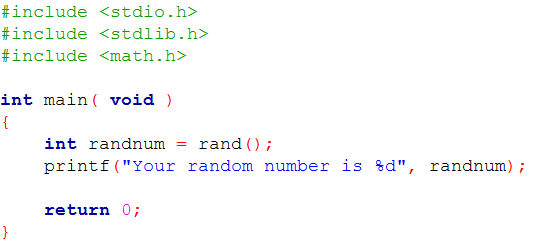 #include <stdio.h>
#include <stdlib.h>
#include <math.h>

int main( void )
{
    int randnum = rand();
    printf("Your random number is %d", randnum);

    return 0;
}